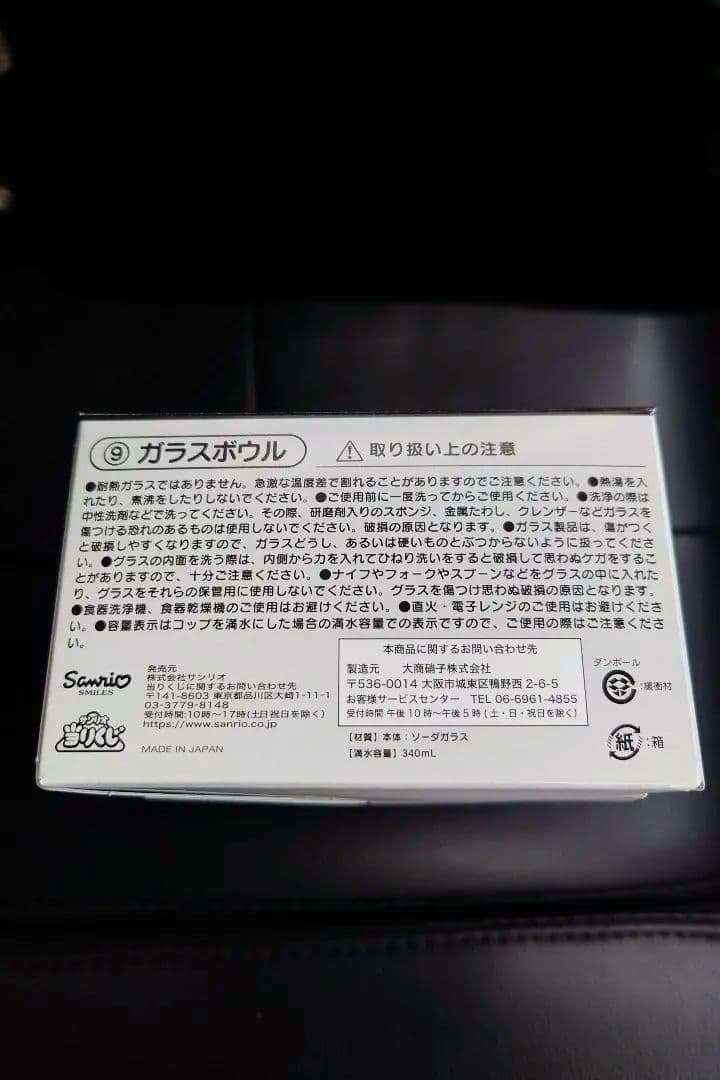 ⑨ ガラスボウル
⚠ 取り扱い上の注意
●耐熱ガラスではありません。急激な温度差で割れることがありますのでご注意ください。●熱湯を入
れたり、煮沸をしたりしないでください。●ご使用前に一度洗ってからご使用ください。●洗浄の際は
中性洗剤などで洗ってください。その際、研磨剤入りのスポンジ、金属たわし、クレンザーなどガラスを
傷つける恐れのあるものは使用しないでください。破損の原因となります。●ガラス製品は、傷がつく
と破損しやすくなりますので、ガラスどうし、あるいは硬いものとぶつからないように扱ってくださ
い。●グラスの内面を洗う際は、内側から力を入れてひねり洗いをすると破損して思わぬケガをするこ
とがありますので、十分ご注意ください。●ナイフやフォークやスプーンなどをグラスの中に入れた
り、グラスをそれらの保管用に使用しないでください。グラスを傷つけ思わぬ破損の原因となります。
●食器洗浄機、食器乾燥機のご使用はお避けください。●直火・電子レンジのご使用はお避けくださ
い。●容量表示はコップを満水にした場合の満水容量での表示ですので、ご使用の際はご注意くださ
い。
Sanrio
SMILES
サンリオ
当りくじ
発売元
株式会社サンリオ
当りくじに関するお問い合わせ先
〒141-8603 東京都品川区大崎1-11-1
03-3779-8148
受付時間:10時〜17時(土日祝日を除く)
https://www.sanrio.co.jp
MADE IN JAPAN
本商品に関するお問い合わせ先
製造元 大商硝子株式会社
〒536-0014 大阪市城東区鴫野西 2-6-5
お客様サービスセンター TEL 06-6961-4855
受付時間 午後10時〜午後5時(土・日・祝日を除く)
【材質】本体:ソーダガラス
【満水容量】340mL
ダンボール
:緩衝材
紙:箱